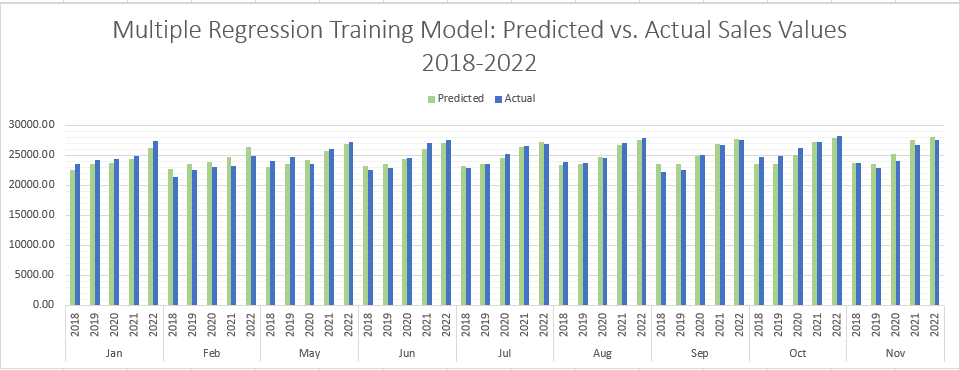 Multiple Regression Training Model: Predicted vs. Actual Sales Values
2018-2022
Predicted Actual
30000.00
25000.00
20000.00
15000.00
10000.00
5000.00
0.00
2018 2019 2020 2021 2022 2018 2019 2020 2021 2022 2018 2019 2020 2021 2022 2018 2019 2020 2021 2022 2018 2019 2020 2021 2022 2018 2019 2020 2021 2022 2018 2019 2020 2021 2022 2018 2019 2020 2021 2022 2018 2019 2020 2021 2022
Jan Feb May Jun Jul Aug Sep Oct Nov